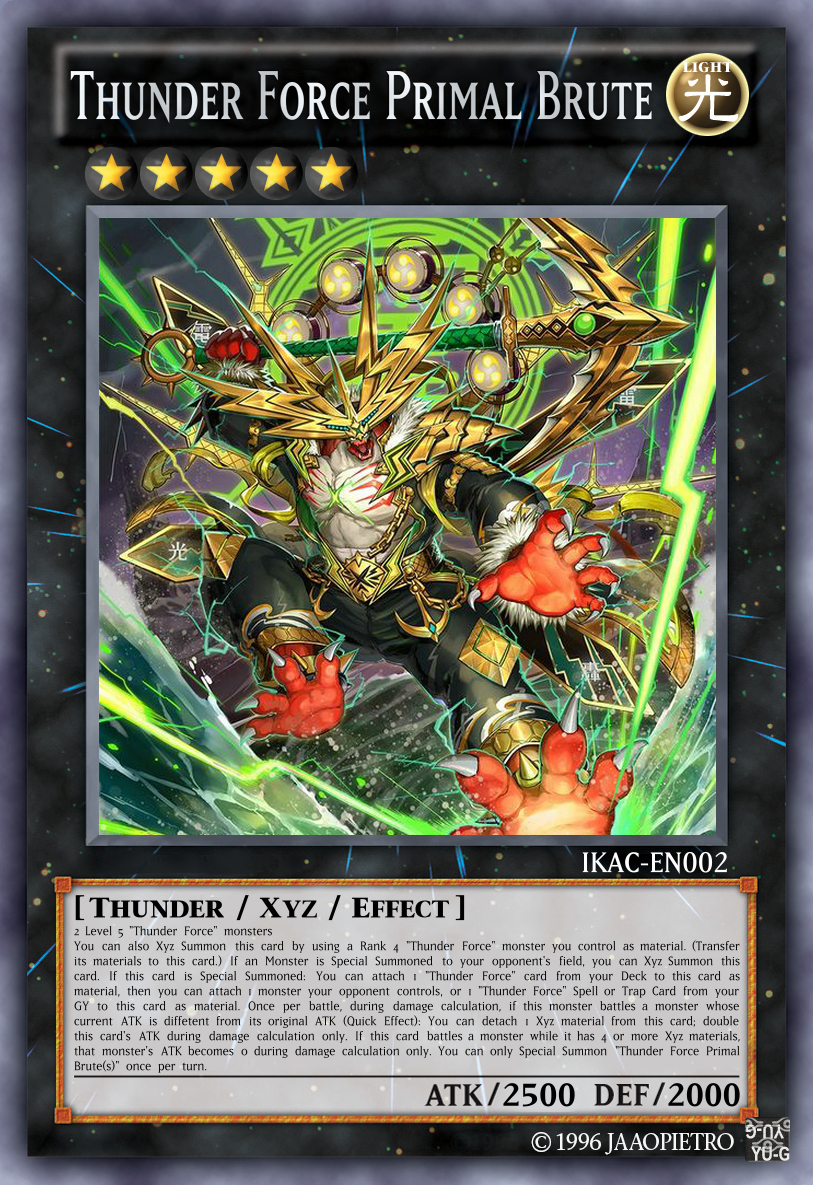 THUNDER FORCE PRIMAL BRUTE
LIGHT
光
電
雷
光
IKAC-EN002
[ THUNDER / XYZ / EFFECT ]
2 Level 5 "Thunder Force" monsters
You can also Xyz Summon this card by using a Rank 4 "Thunder Force" monster you control as material. (Transfer
its materials to this card.) If an Monster is Special Summoned to your opponent's field, you can Xyz Summon this
card. If this card is Special Summoned: You can attach 1 "Thunder Force" card from your Deck to this card as
material, then you can attach 1 monster your opponent controls, or 1 "Thunder Force" Spell or Trap Card from your
GY to this card as material. Once per battle, during damage calculation, if this monster battles a monster whose
current ATK is diffetent from its original ATK (Quick Effect): You can detach 1 Xyz material from this card; double
this card's ATK during damage calculation only. If this card battles a monster while it has 4 or more Xyz materials,
that monster's ATK becomes 0 during damage calculation only. You can only Special Summon "Thunder Force Primal
Brute(s)" once per turn.
ATK/2500 DEF/2000
© 1996 JAAOPIETRO
YU-G
YU-G